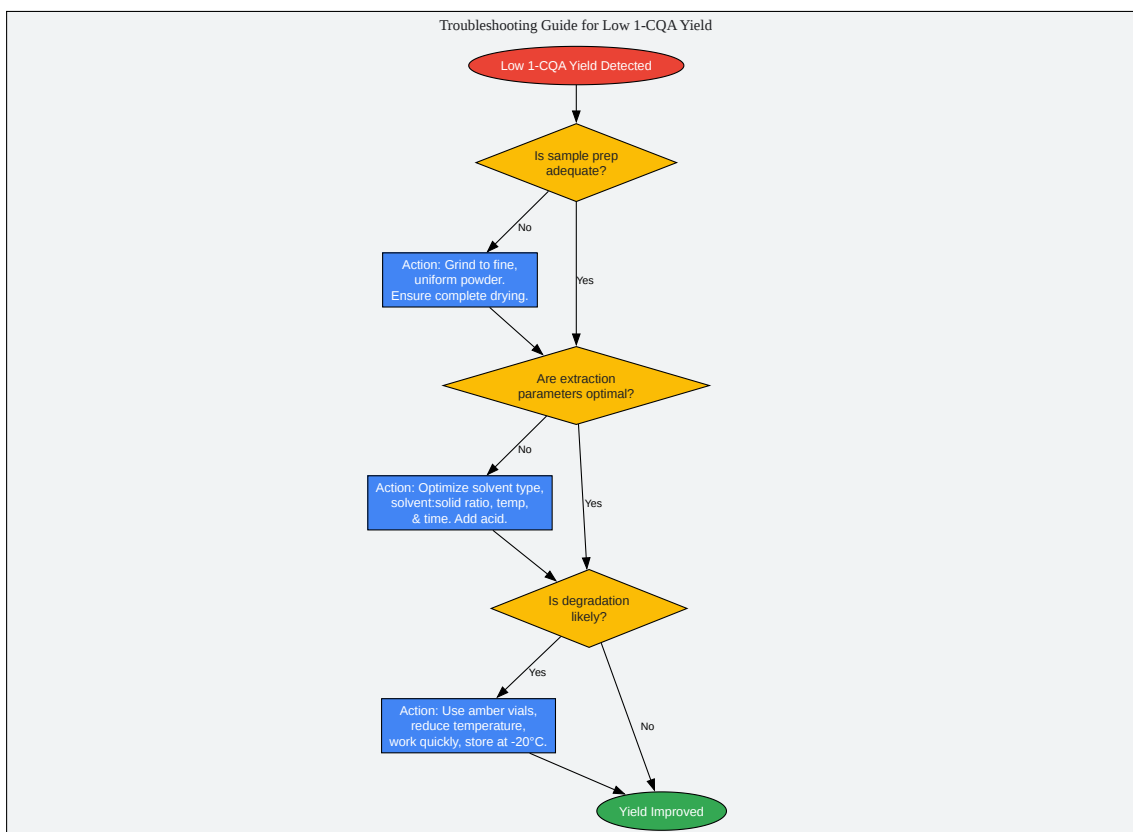 Troubleshooting Guide for Low 1-CQA Yield
Low 1-CQA Yield Detected
Is sample prep
adequate?
No
Action: Grind to fine,
uniform powder.
Ensure complete drying.
Yes
Are extraction
parameters optimal?
No
Action: Optimize solvent type,
solvent:solid ratio, temp,
& time. Add acid.
Yes
Is degradation
likely?
Yes
Action: Use amber vials,
reduce temperature,
work quickly, store at -20°C.
No
Yield Improved